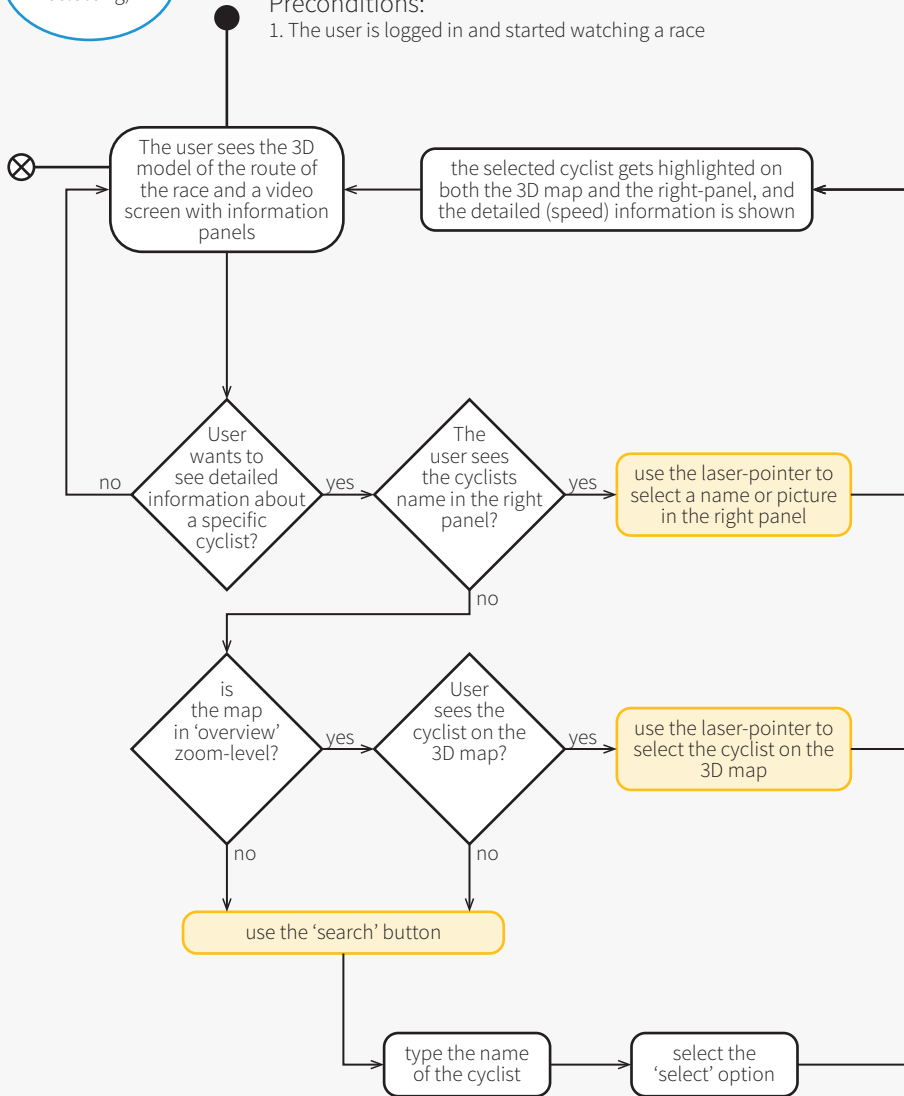 Preconditions:
1. The user is logged in and started watching a race
The user sees the 3D
model of the route of
the race and a video
screen with information
panels
the selected cyclist gets highlighted on
both the 3D map and the right-panel, and
the detailed (speed) information is shown
User
wants to
see detailed
information about
a specific
cyclist?
no
yes
The
user sees
the cyclists
name in the right
panel?
yes
no
use the laser-pointer to
select a name or picture
in the right panel
is
the map
in ‘overview’
zoom-level?
yes
no
User
sees the
cyclist on the
3D map?
yes
no
use the laser-pointer to
select the cyclist on the
3D map
use the ‘search’ button
type the name
of the cyclist
select the
‘select’ option